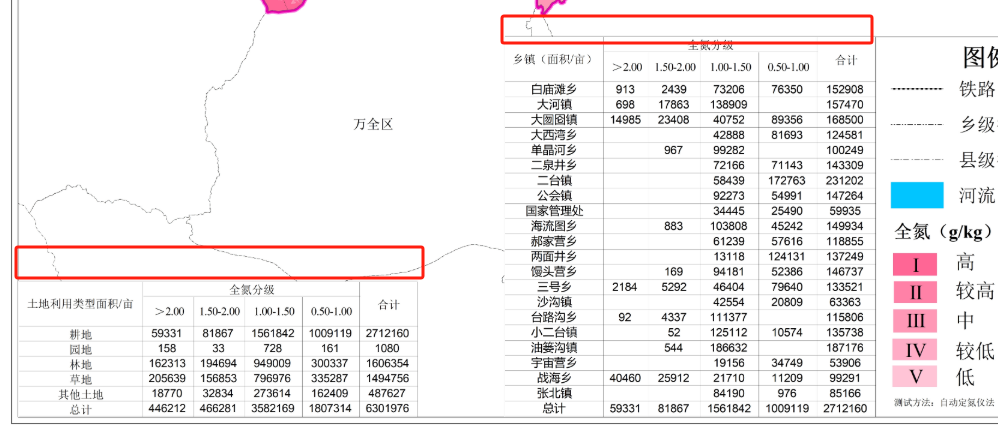 万全区
土地利用类型面积/亩 全氮分级 合计
>2.00 1.50-2.00 1.00-1.50 0.50-1.00
耕地 59331 81867 1561842 1009119 2712160
园地 158 33 728 161 1080
林地 162313 194694 949009 300337 1606354
草地 205639 156853 796976 335287 1494756
其他土地 18770 32834 273614 162409 487627
总计 446212 466281 3582169 1807314 6301976
乡镇（面积/亩） 全氮分级 合计
>2.00 1.50-2.00 1.00-1.50 0.50-1.00
白庙滩乡 913 2439 73206 76350 152908
大河镇 698 17863 138909 157470
大囫囵镇 14985 23408 40752 89356 168500
大西湾乡 42888 81693 124581
单晶河乡 967 99282 100249
二泉井乡 72166 71143 143309
二台镇 58439 172763 231202
公会镇 92273 54991 147264
国家管理处 34445 25490 59935
海流图乡 883 103808 45242 149934
郝家营乡 61239 57616 118855
两面井乡 13118 124131 137249
馒头营乡 169 94181 52386 146737
三号乡 2184 5292 46404 79640 133521
沙沟镇 42554 20809 63363
台路沟乡 92 4337 111377 115806
小二台镇 52 125112 10574 135738
油篓沟镇 544 186632 187176
宇宙营乡 19156 34749 53906
战海乡 40460 25912 21710 11209 99291
张北镇 84190 976 85166
总计 59331 81867 1561842 1009119 2712160
图
铁路
乡级
县级
河流
全氮（g/kg）
I 高
II 较高
III 中
IV 较低
V 低
测试方法：自动定氮仪法